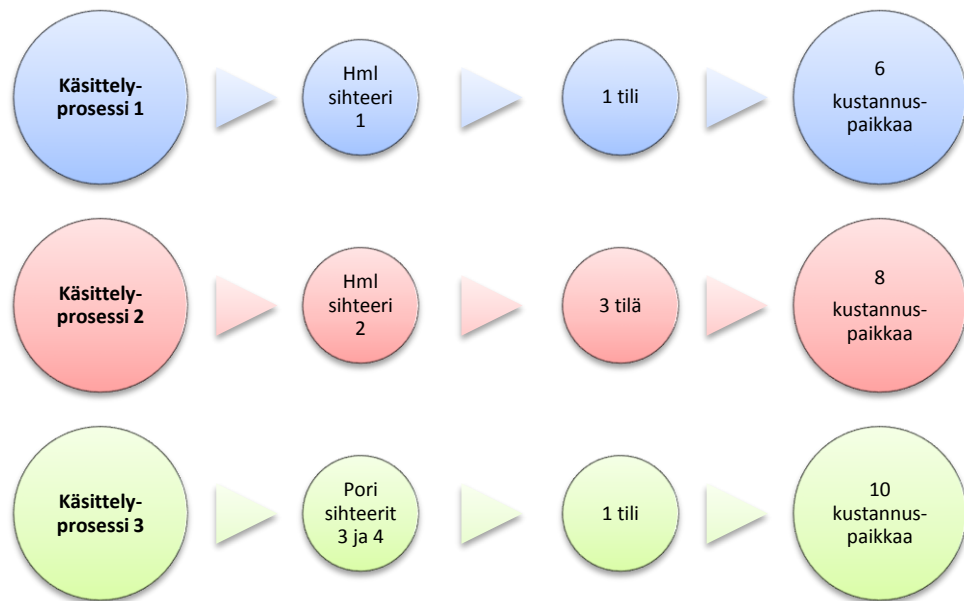 Käsittely-
prosessi 1
Hml
sihteeri
1
1 tili
6
kustannus-
paikkaa
Käsittely-
prosessi 2
Hml
sihteeri
2
3 tilä
8
kustannus-
paikkaa
Käsittely-
prosessi 3
Pori
sihteerit
3 ja 4
1 tili
10
kustannus-
paikkaa